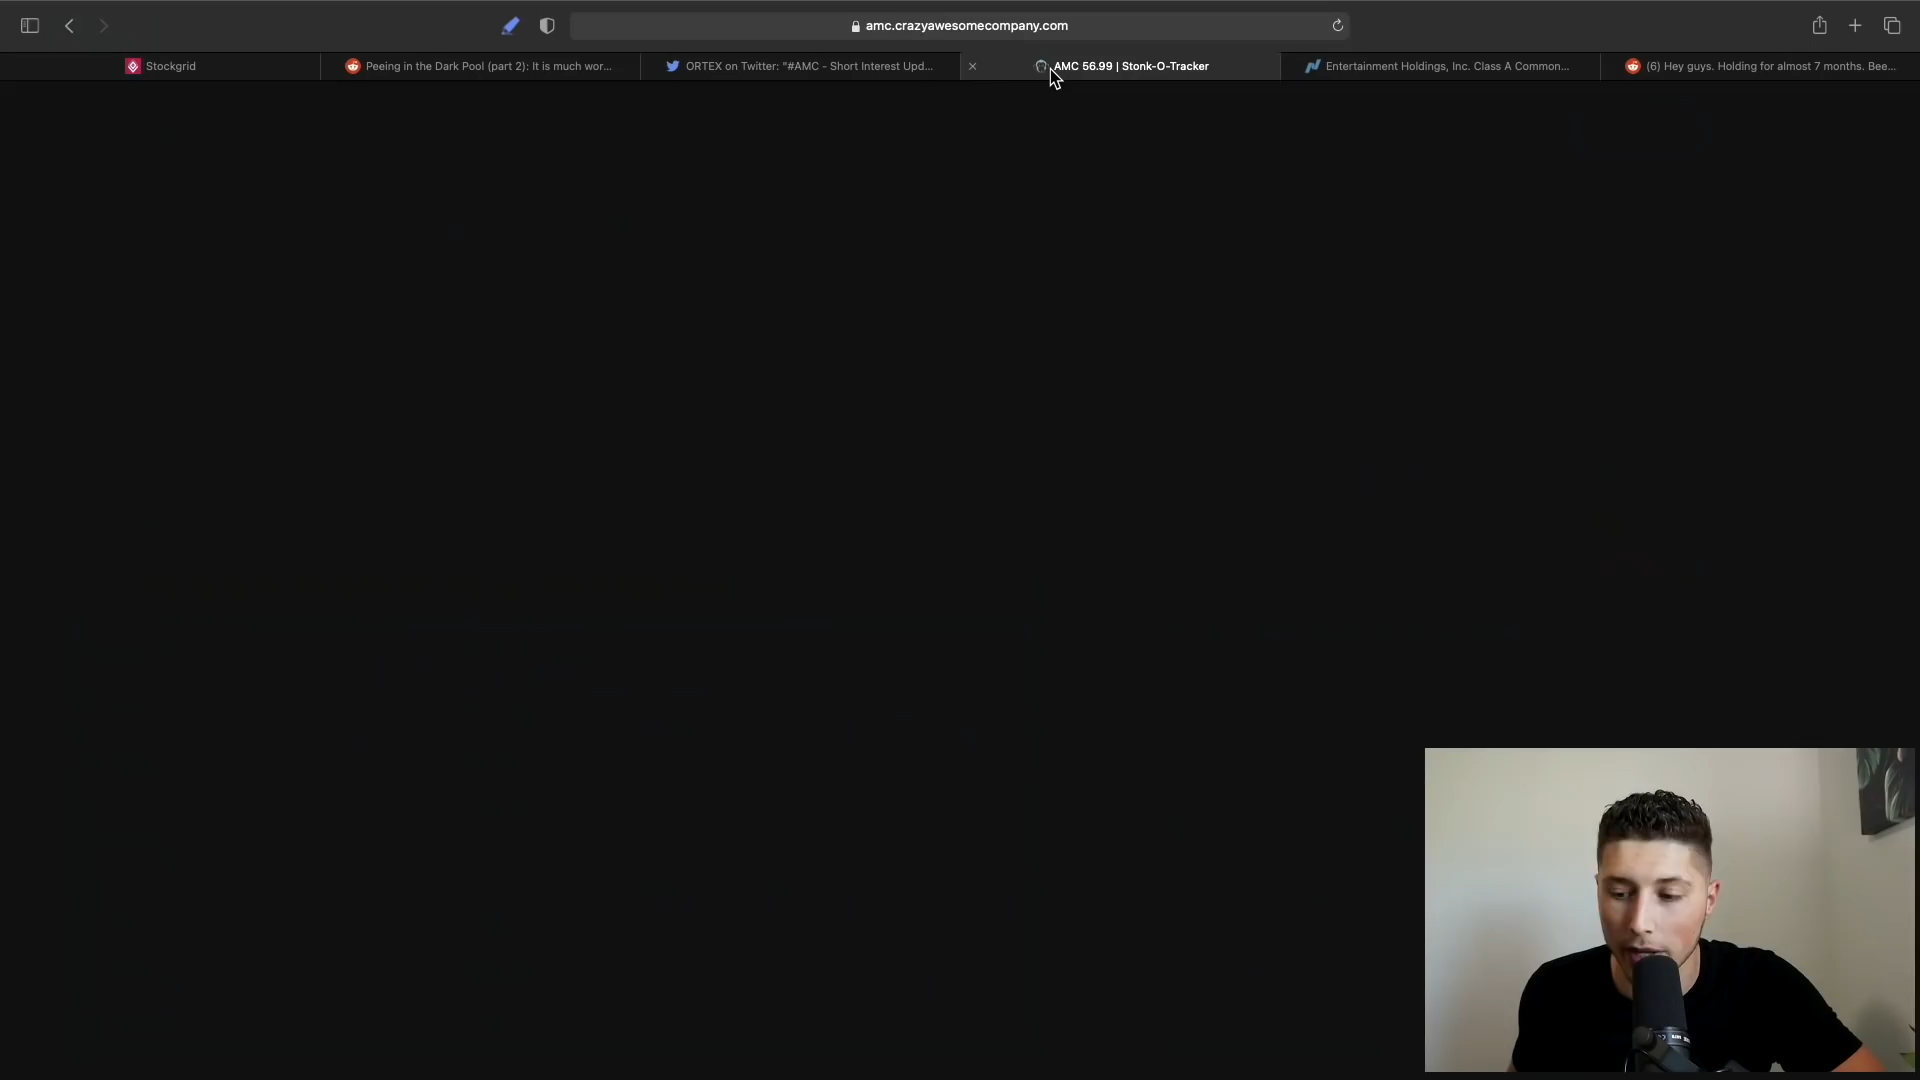 amc.crazyawesomecompany.com
Stockgrid
Peeing in the Dark Pool (part 2): It is much wor...
ORTEX on Twitter: "#AMC - Short Interest Upd...
AMC 56.99 | Stonk-O-Tracker
Entertainment Holdings, Inc. Class A Common...
(6) Hey guys. Holding for almost 7 months. Bee...